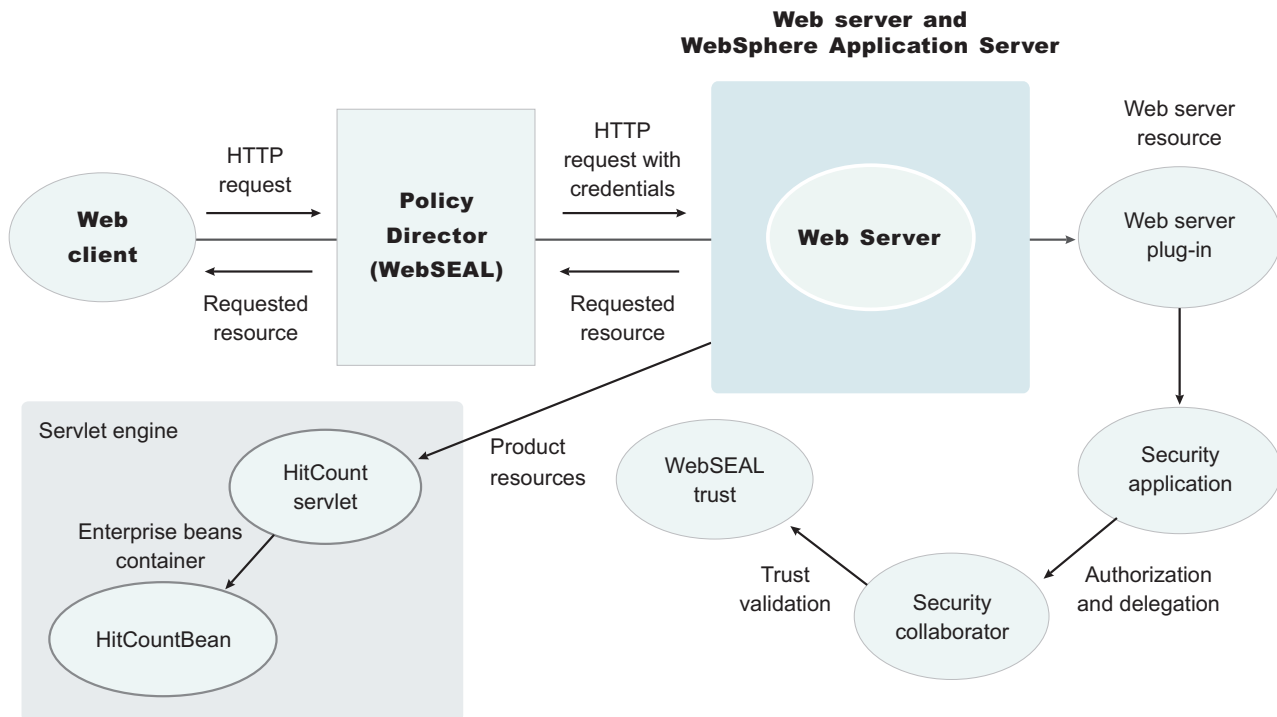 Web server and
WebSphere Application Server
Web server
resource
HTTP
request
HTTP
request with
credentials
Web
client
Policy
Director
(WebSEAL)
Web Server
Web server
plug-in
Requested
resource
Requested
resource
Servlet engine
HitCount
servlet
Product
resources
WebSEAL
trust
Security
application
Enterprise beans
container
Trust
validation
Authorization
and delegation
HitCountBean
Security
collaborator